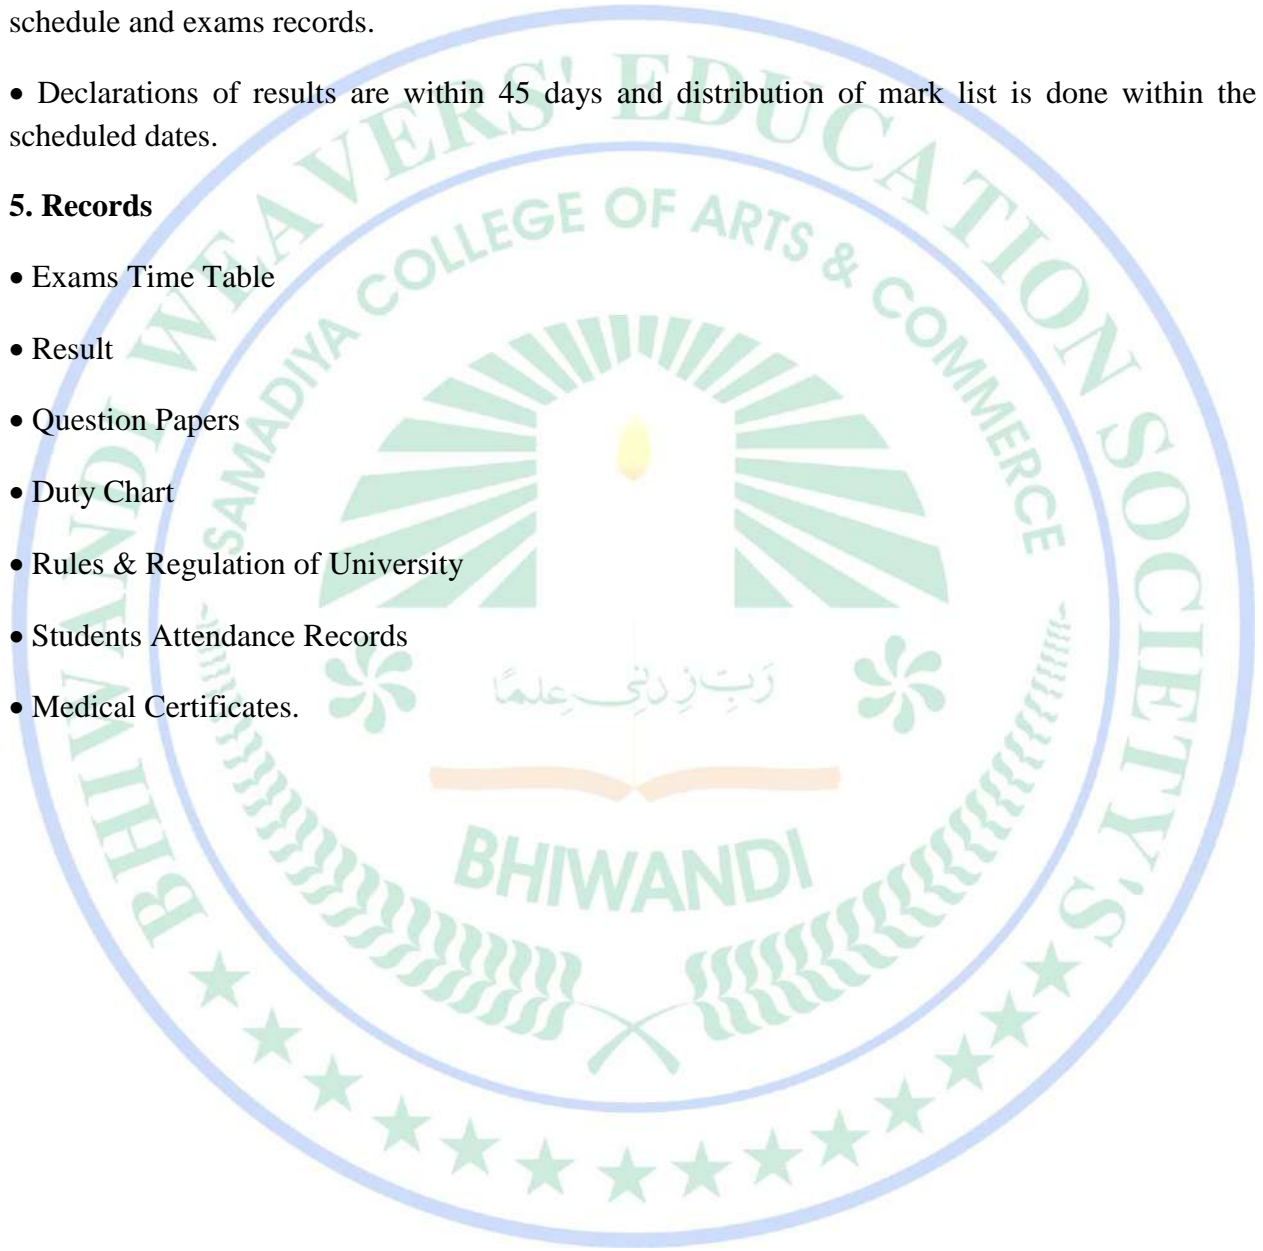 schedule and exams records.
• Declarations of results are within 45 days and distribution of mark list is done within the
scheduled dates.
5. Records
• Exams Time Table
• Result
• Question Papers
• Duty Chart
• Rules & Regulation of University
• Students Attendance Records
• Medical Certificates.
BHIWANDI WEAVERS' EDUCATION SOCIETY'S
SAMADIYA COLLEGE OF ARTS & COMMERCE
رَبِّ زِدْنِي عِلمًا
BHIWANDI